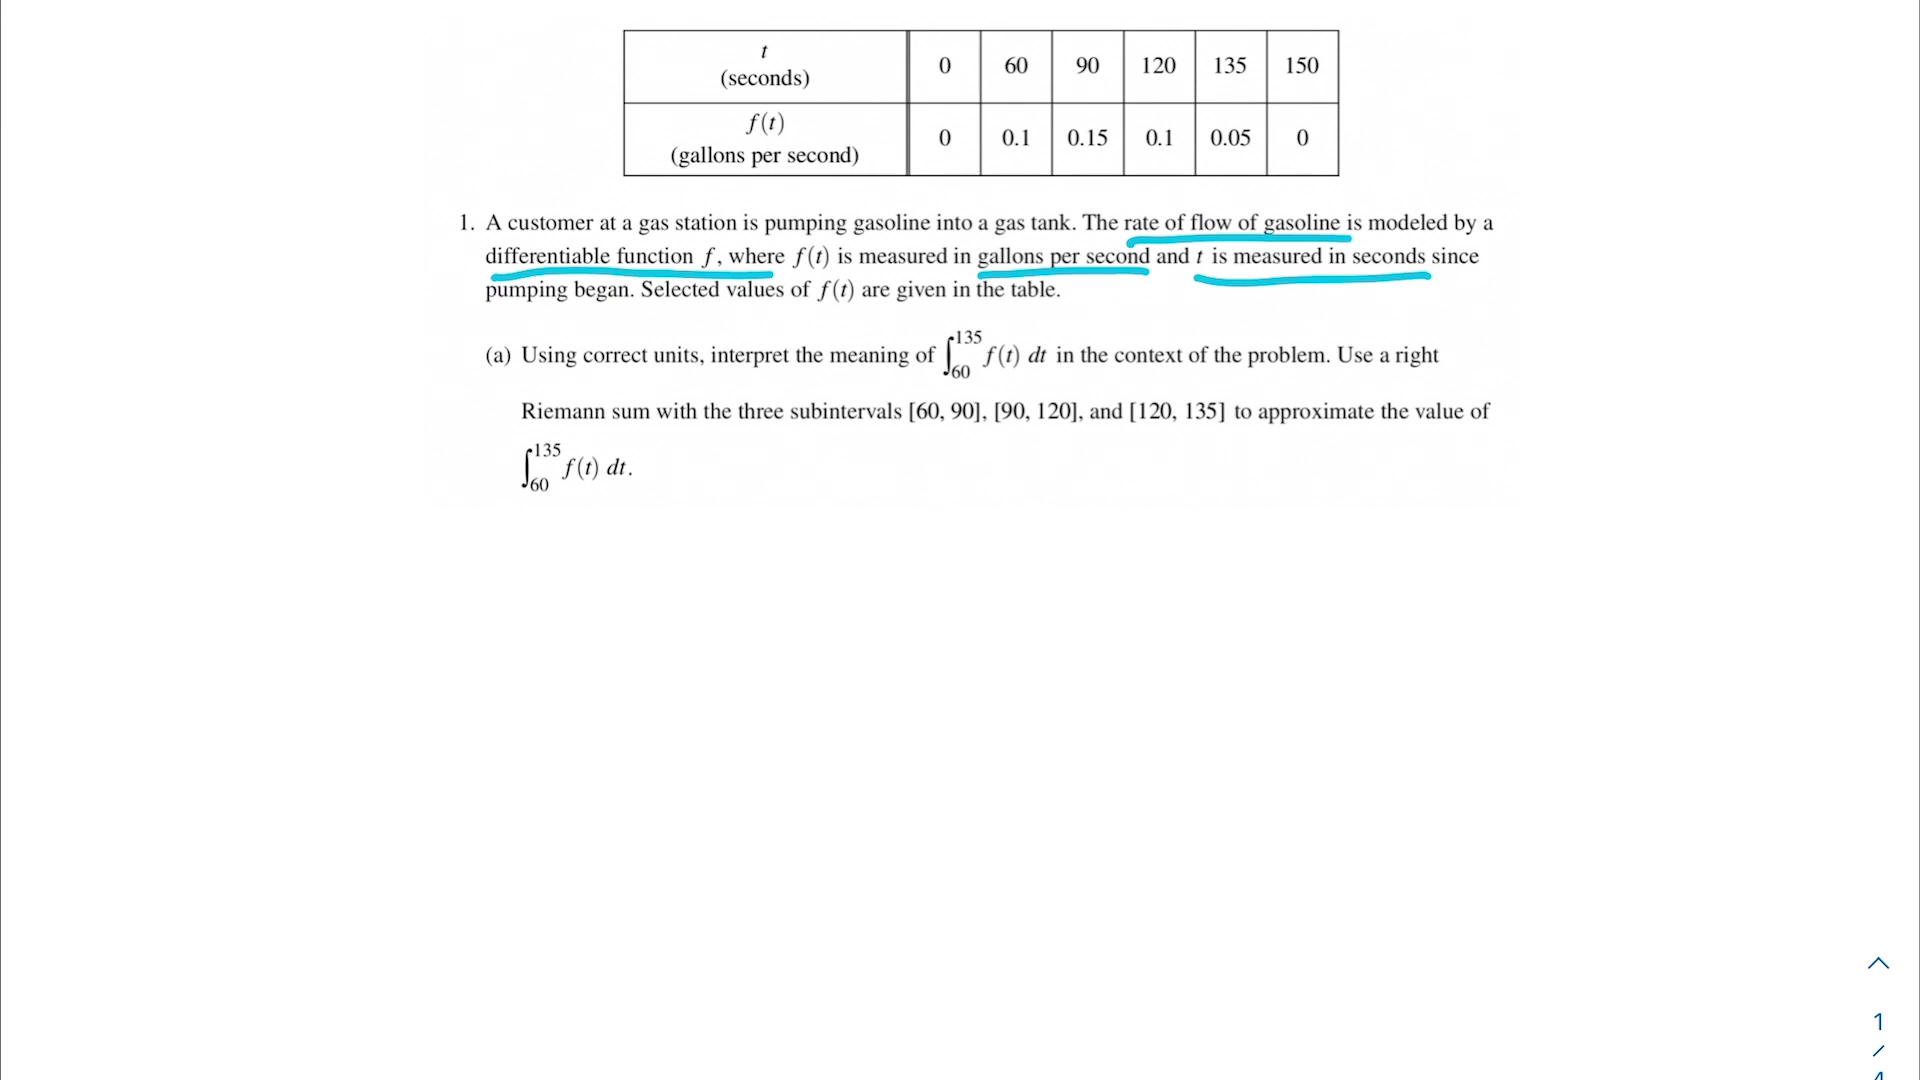 t
(seconds)
0 60 90 120 135 150
f(t)
(gallons per second)
0 0.1 0.15 0.1 0.05 0
1. A customer at a gas station is pumping gasoline into a gas tank. The rate of flow of gasoline is modeled by a
differentiable function f, where f(t) is measured in gallons per second and t is measured in seconds since
pumping began. Selected values of f(t) are given in the table.
(a) Using correct units, interpret the meaning of ∫₆₀¹³⁵ f(t) dt in the context of the problem. Use a right
Riemann sum with the three subintervals [60, 90], [90, 120], and [120, 135] to approximate the value of
∫₆₀¹³⁵ f(t) dt.
1
/